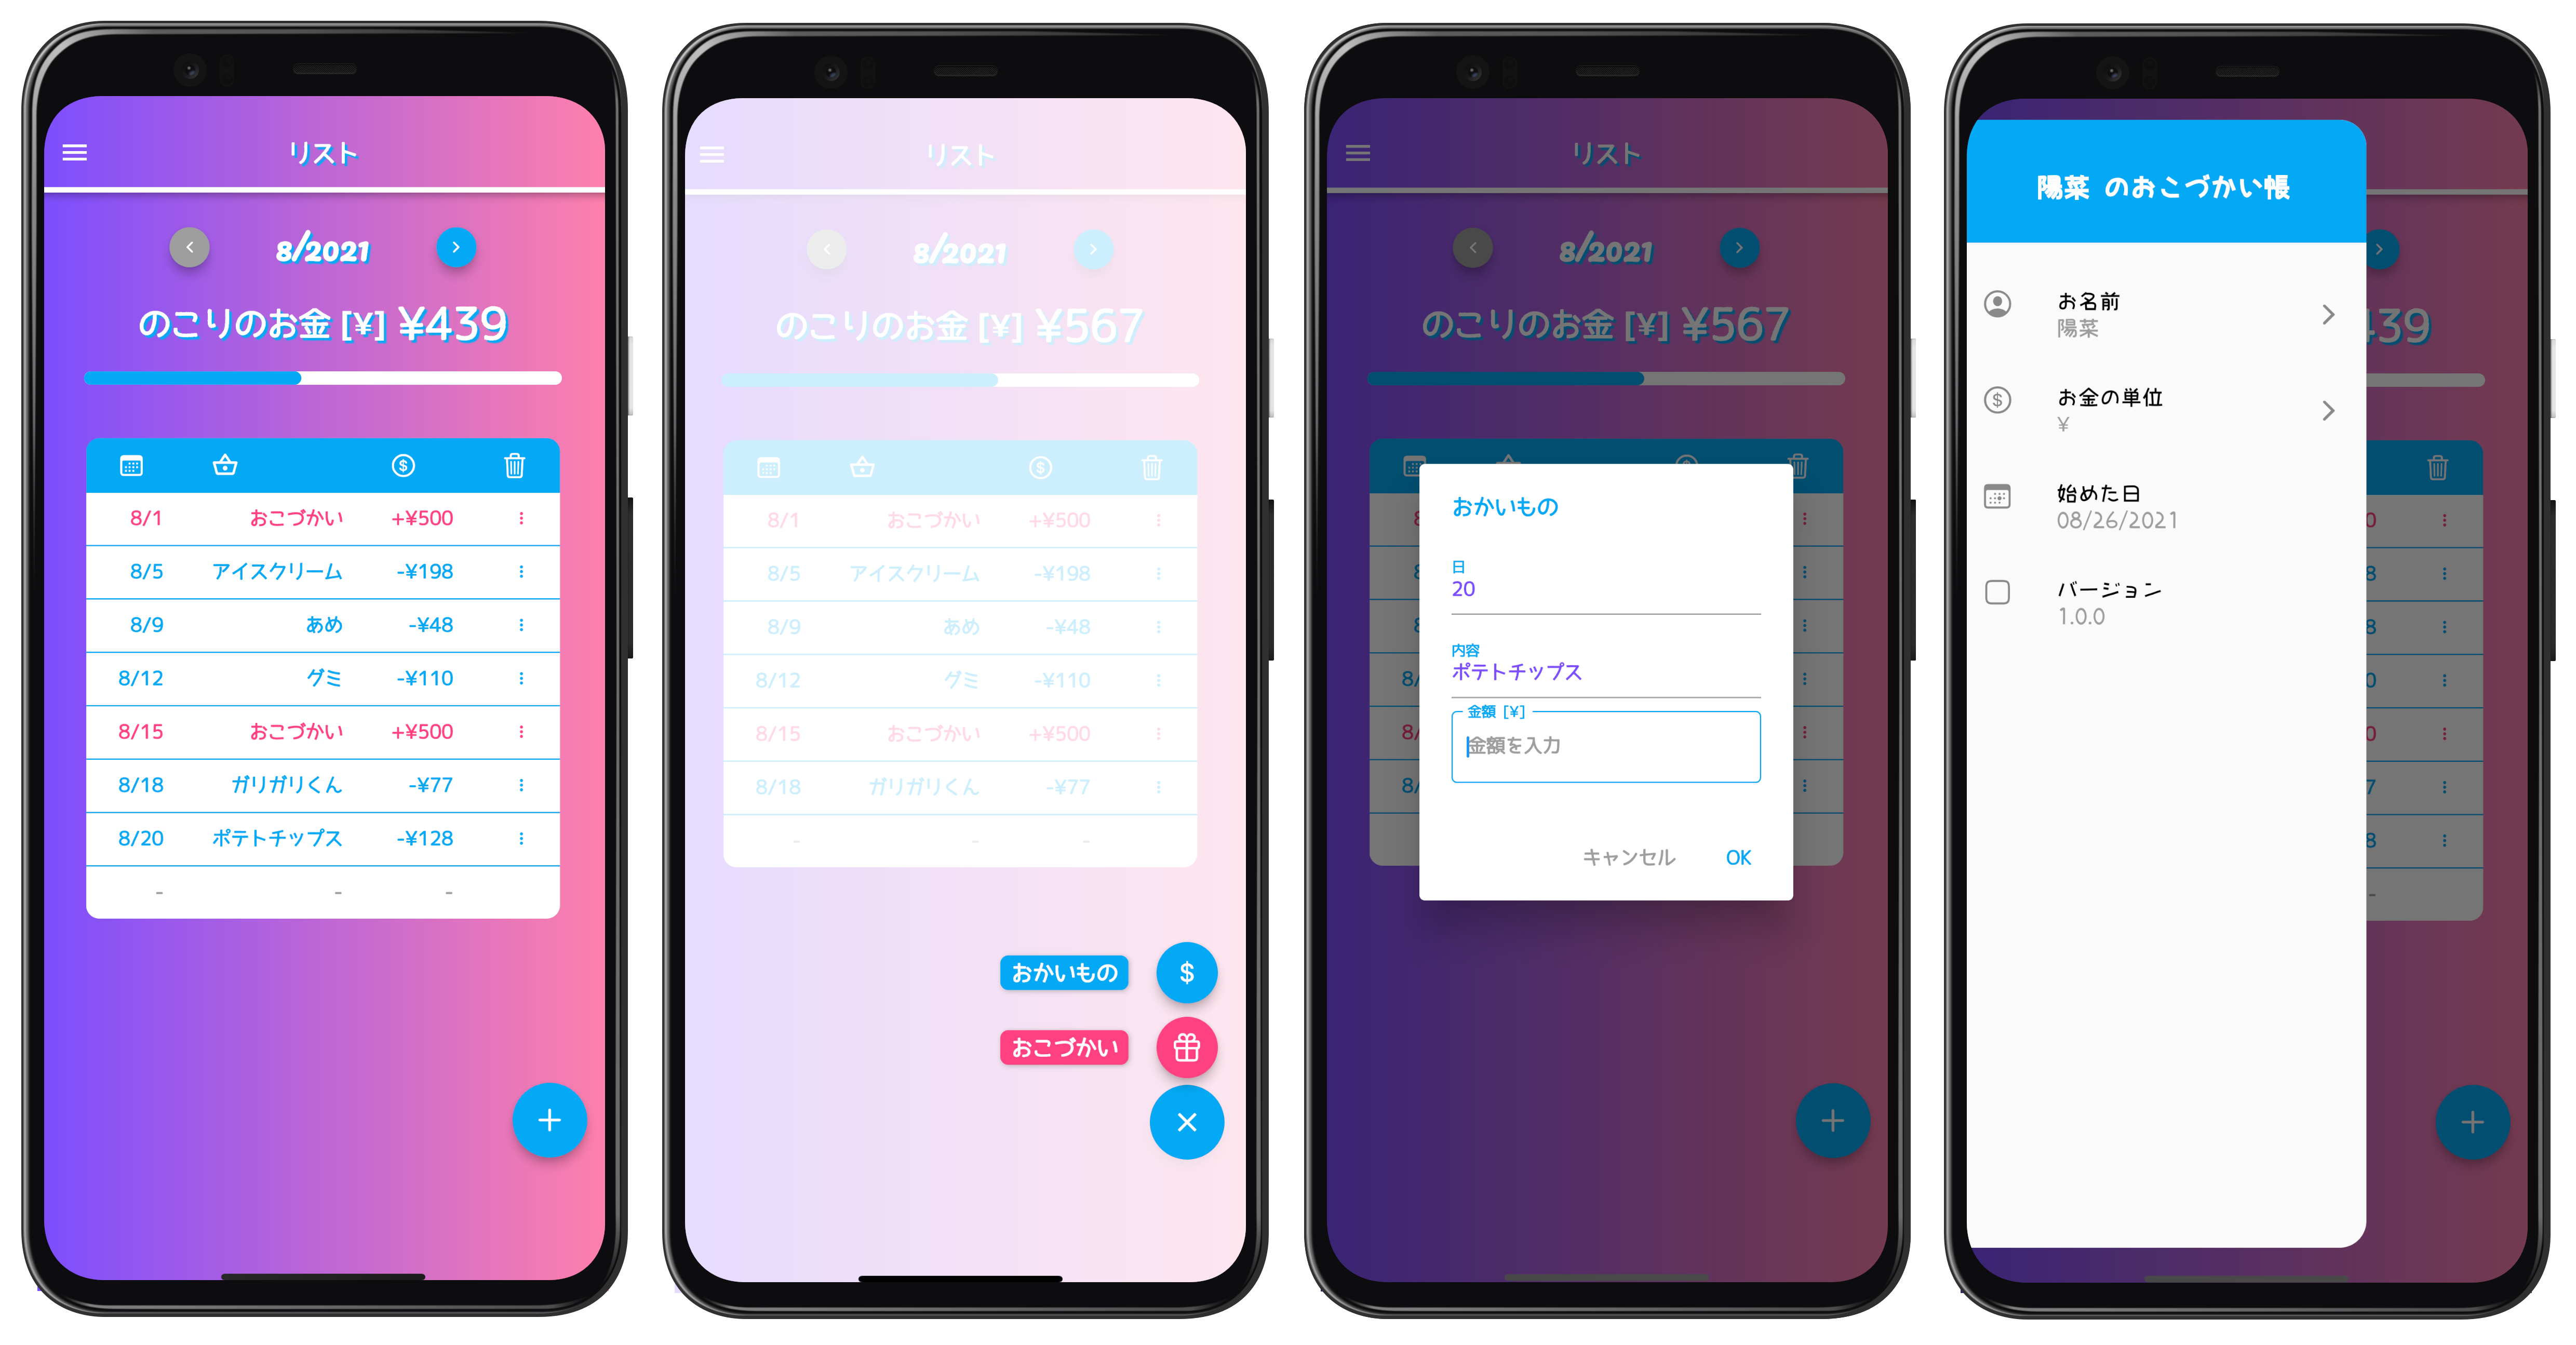 リスト
8/2021
のこりのお金 [¥] ¥439
8/1 おこづかい +¥500
8/5 アイスクリーム -¥198
8/9 あめ -¥48
8/12 グミ -¥110
8/15 おこづかい +¥500
8/18 ガリガリくん -¥77
8/20 ポテトチップス -¥128
- - -
リスト
8/2021
のこりのお金 [¥] ¥567
8/1 おこづかい +¥500
8/5 アイスクリーム -¥198
8/9 あめ -¥48
8/12 グミ -¥110
8/15 おこづかい +¥500
8/18 ガリガリくん -¥77
- - -
おかいもの
$
おこづかい
リスト
8/2021
のこりのお金 [¥] ¥567
おかいもの
日
20
内容
ポテトチップス
金額 [¥]
金額を入力
キャンセル OK
陽菜 のおこづかい帳
お名前
陽菜
お金の単位
¥
始めた日
08/26/2021
バージョン
1.0.0
439